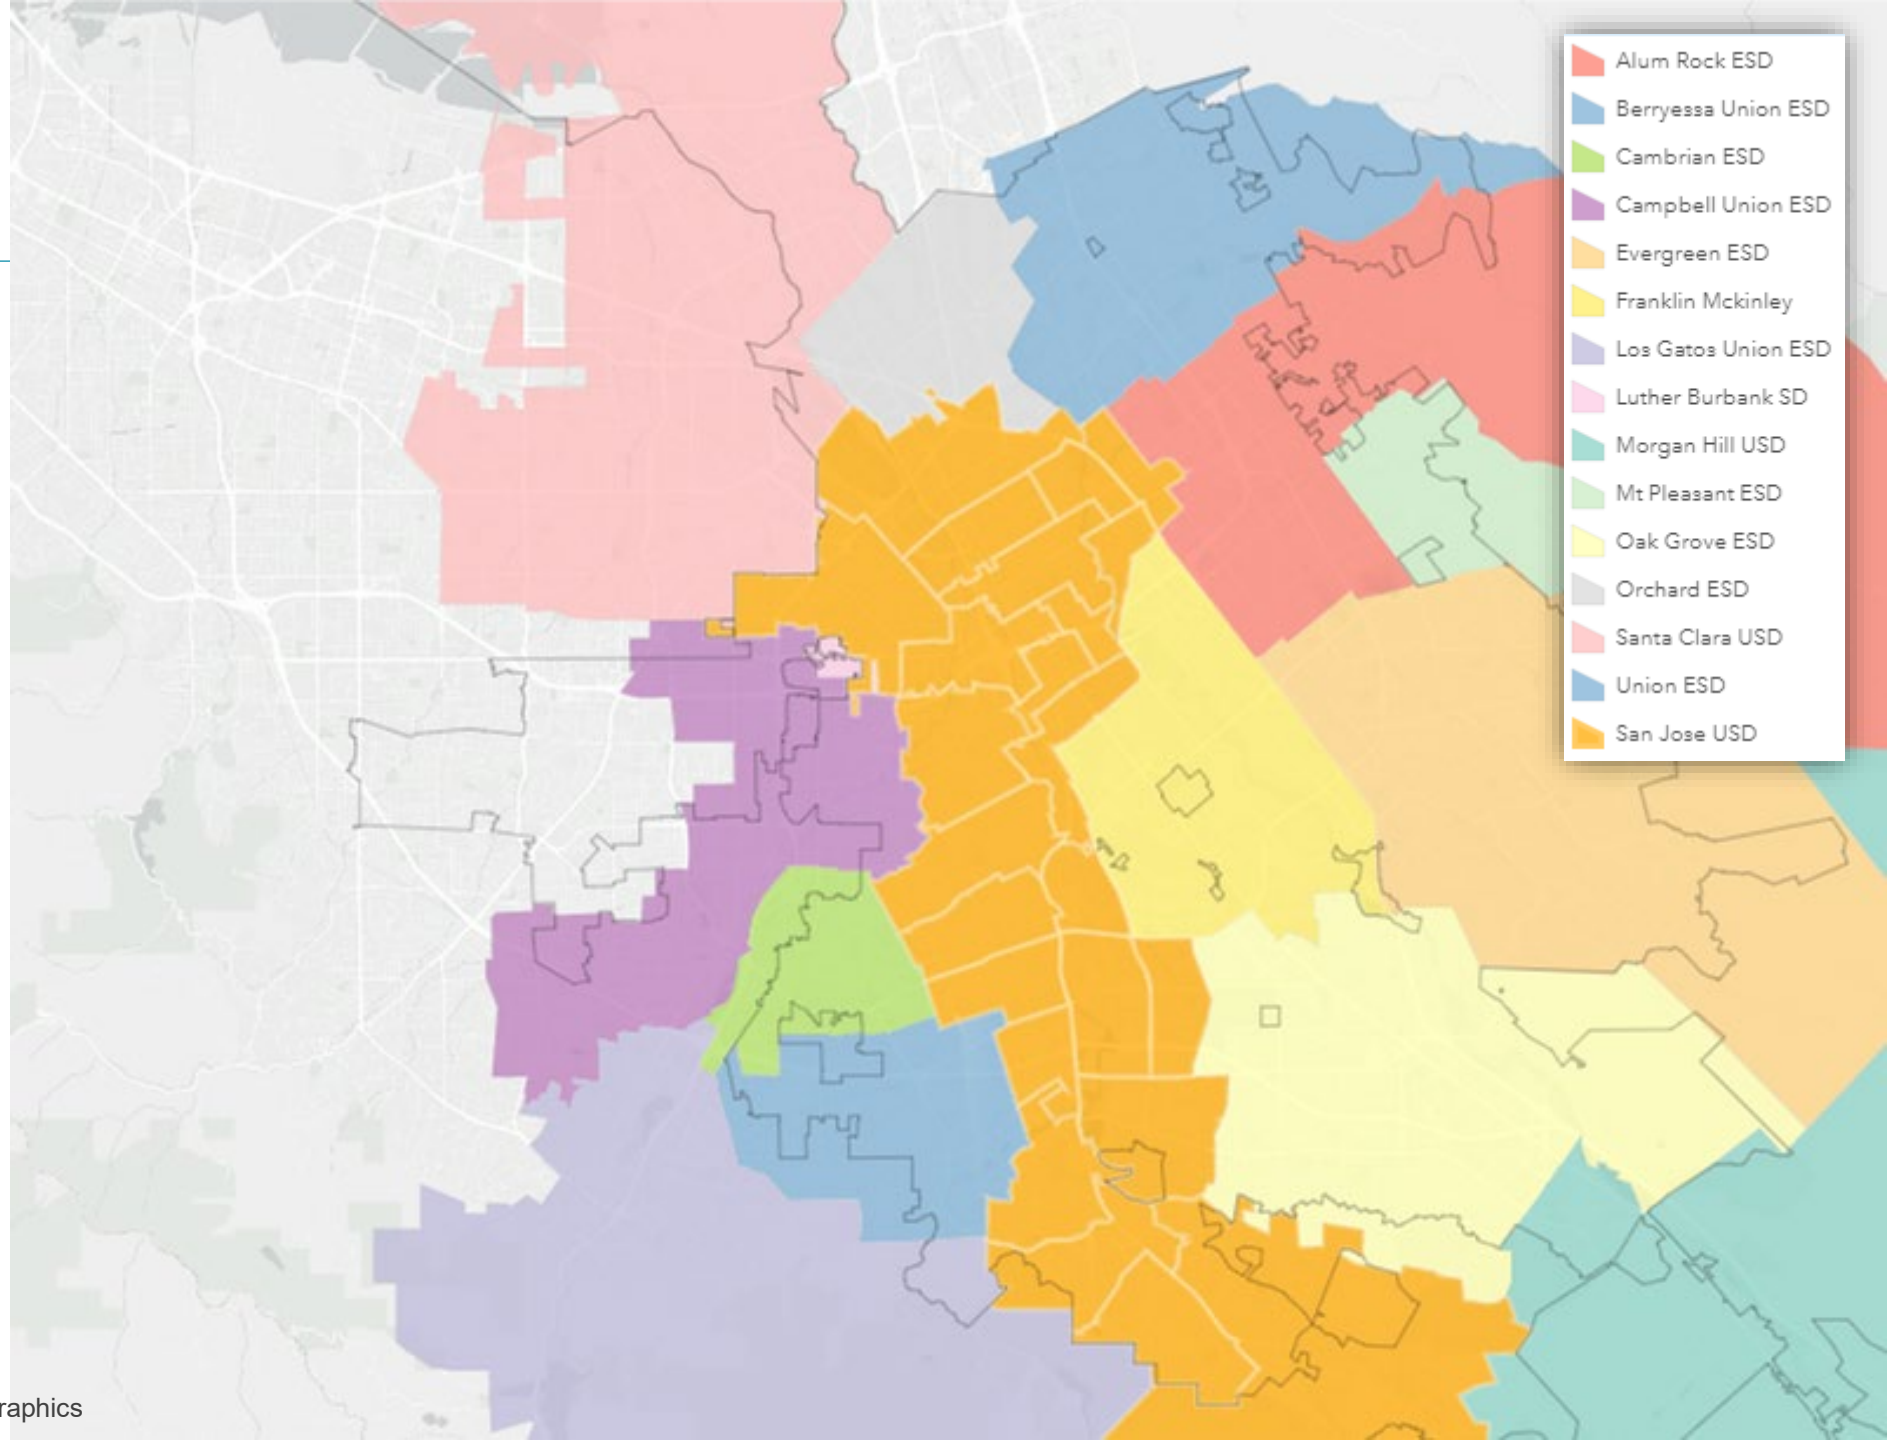 Alum Rock ESD
Berryessa Union ESD
Cambrian ESD
Campbell Union ESD
Evergreen ESD
Franklin Mckinley
Los Gatos Union ESD
Luther Burbank SD
Morgan Hill USD
Mt Pleasant ESD
Oak Grove ESD
Orchard ESD
Santa Clara USD
Union ESD
San Jose USD
raphics